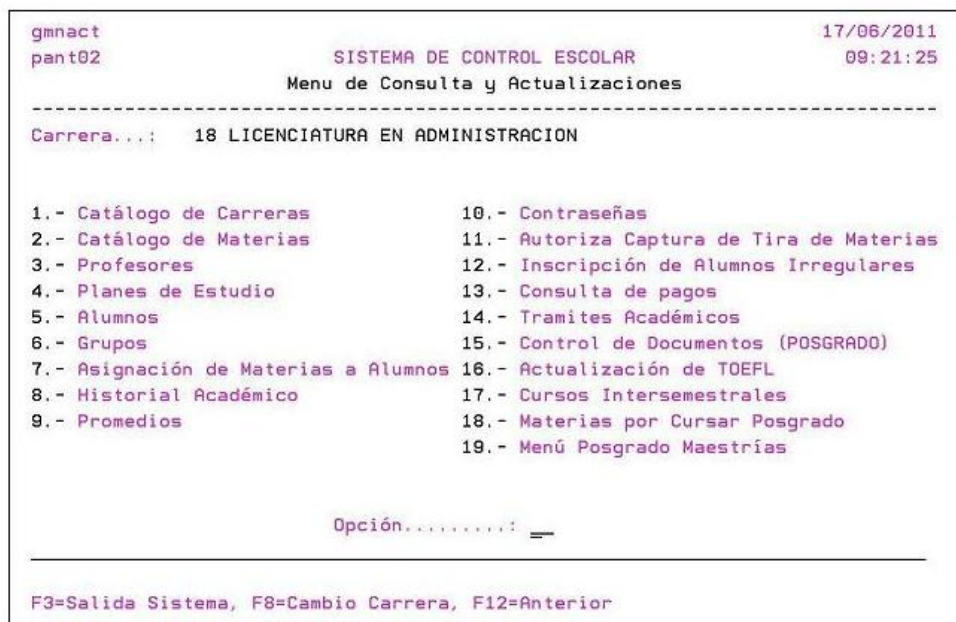 gmnact 17/06/2011
pant02 SISTEMA DE CONTROL ESCOLAR 09:21:25
Menu de Consulta y Actualizaciones
Carrera...: 18 LICENCIATURA EN ADMINISTRACION
1.- Catálogo de Carreras 10.- Contraseñas
2.- Catálogo de Materias 11.- Autoriza Captura de Tira de Materias
3.- Profesores 12.- Inscripción de Alumnos Irregulares
4.- Planes de Estudio 13.- Consulta de pagos
5.- Alumnos 14.- Tramites Académicos
6.- Grupos 15.- Control de Documentos (POSGRADO)
7.- Asignación de Materias a Alumnos 16.- Actualización de TOEFL
8.- Historial Académico 17.- Cursos Intersemestrales
9.- Promedios 18.- Materias por Cursar Posgrado
19.- Menú Posgrado Maestrías
Opción.........: __
F3=Salida Sistema, F8=Cambio Carrera, F12=Anterior